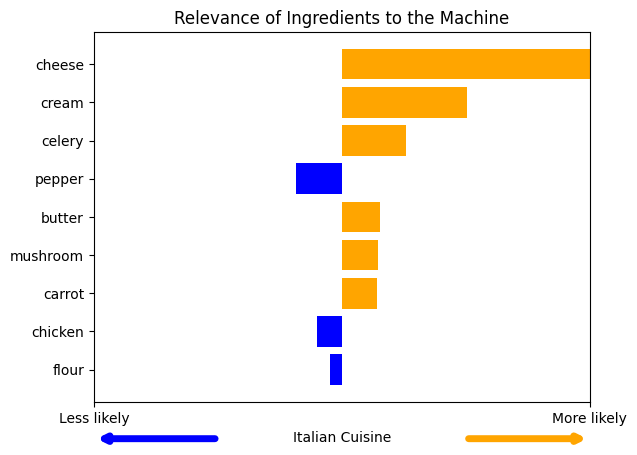 Relevance of Ingredients to the Machine
cheese
cream
celery
pepper
butter
mushroom
carrot
chicken
flour
Less likely
More likely
Italian Cuisine